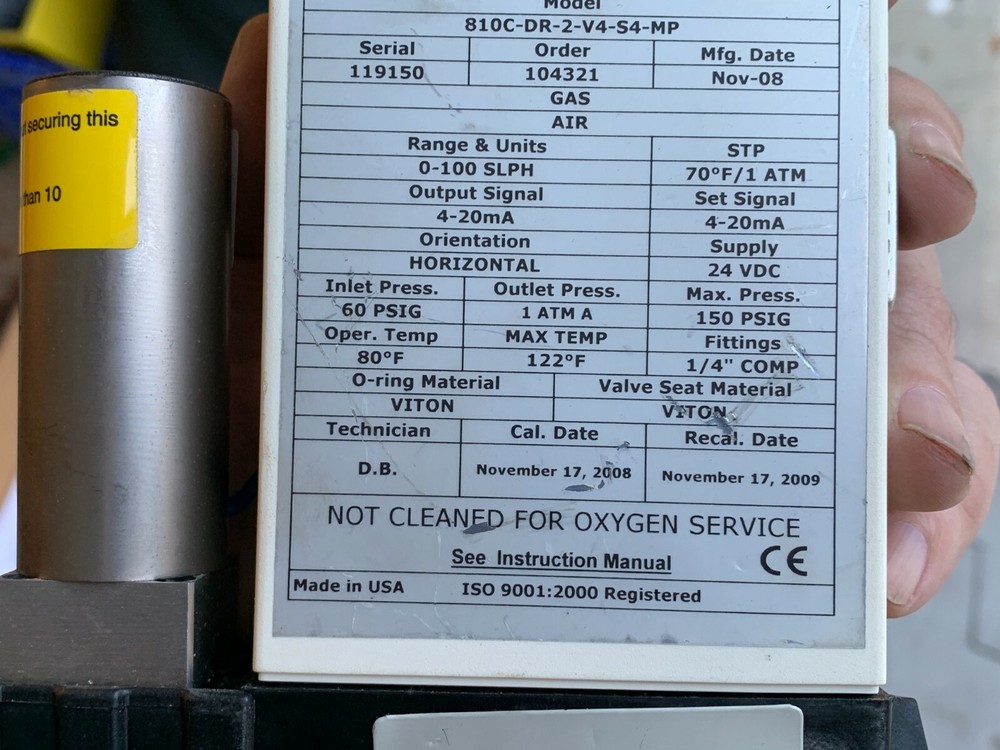 Model
810C-DR-2-V4-S4-MP
Serial Order Mfg. Date
119150 104321 Nov-08
GAS
AIR
Range & Units STP
0-100 SLPH 70°F/1 ATM
Output Signal Set Signal
4-20mA 4-20mA
Orientation Supply
HORIZONTAL 24 VDC
Inlet Press. Outlet Press. Max. Press.
60 PSIG 1 ATM A 150 PSIG
Oper. Temp MAX TEMP Fittings
80°F 122°F 1/4" COMP
O-ring Material Valve Seat Material
VITON VITON
Technician Cal. Date Recal. Date
D.B. November 17, 2008 November 17, 2009
NOT CLEANED FOR OXYGEN SERVICE
See Instruction Manual CE
Made in USA ISO 9001:2000 Registered
securing this
than 10